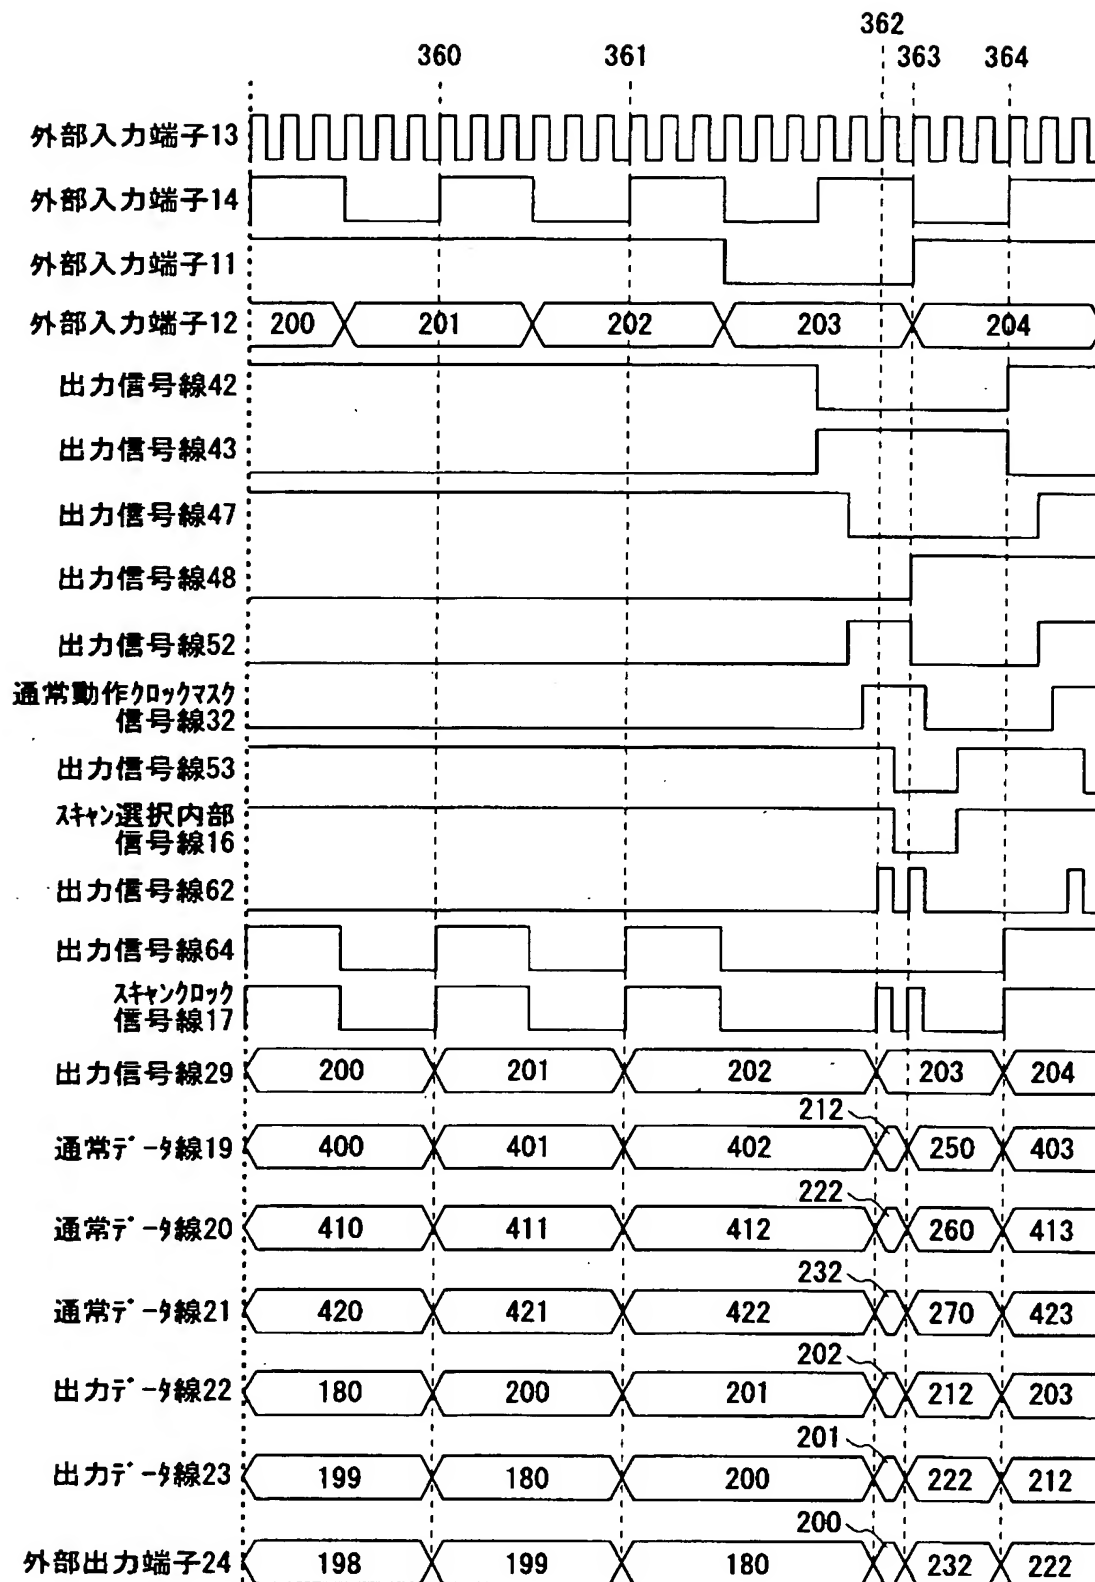 362
360 361 363 364
外部入力端子13
外部入力端子14
外部入力端子11
外部入力端子12 200 201 202 203 204
出力信号線42
出力信号線43
出力信号線47
出力信号線48
出力信号線52
通常動作クロックマスク
信号線32
出力信号線53
スキャン選択内部
信号線16
出力信号線62
出力信号線64
スキャンクロック
信号線17
出力信号線29 200 201 202 203 204
212
通常データ線19 400 401 402 250 403
222
通常データ線20 410 411 412 260 413
232
通常データ線21 420 421 422 270 423
202
出力データ線22 180 200 201 212 203
201
出力データ線23 199 180 200 222 212
200
外部出力端子24 198 199 180 232 222